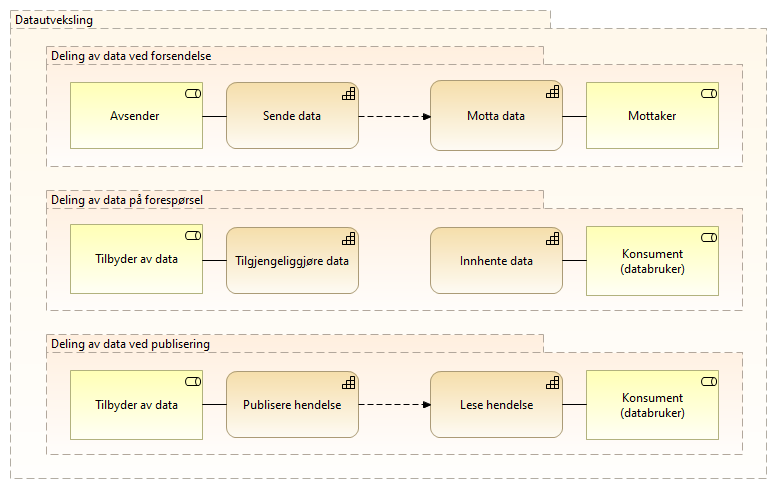 Datautveksling
Deling av data ved forsendelse
Avsender
Sende data
Motta data
Mottaker
Deling av data på forespørsel
Tilbyder av data
Tilgjengeliggjøre data
Innhente data
Konsument
(databruker)
Deling av data ved publisering
Tilbyder av data
Publisere hendelse
Lese hendelse
Konsument
(databruker)